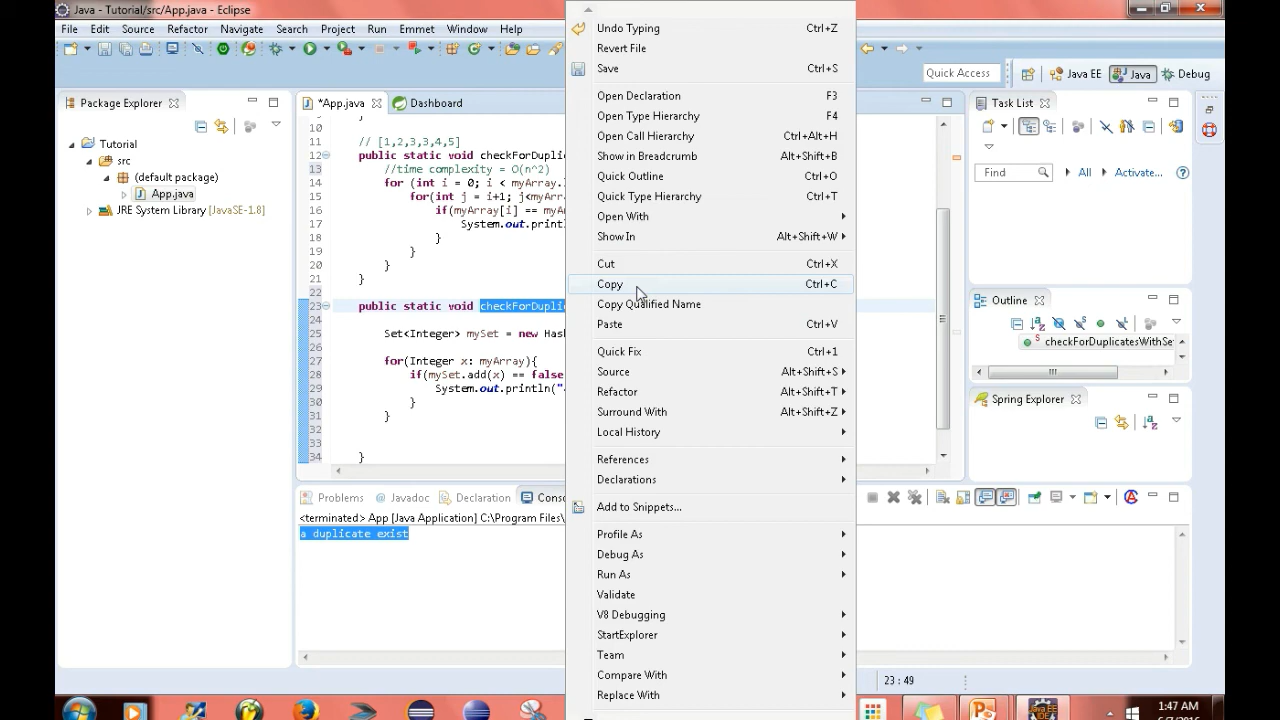 Java - Tutorial/src/App.java - Eclipse
File Edit Source Refactor Navigate Search Project Run Emmet Window Help
Quick Access
Java EE
Java
Debug
Package Explorer
*App.java
Dashboard
Task List
Tutorial
src
(default package)
App.java
JRE System Library [JavaSE-1.8]
10 }
11 // [1,2,3,3,4,5]
12 public static void checkForDupli
13 //time complexity = O(n^2)
14 for (int i = 0; i < myArray.
15 for(int j = i+1; j<myArr
16 if(myArray[i] == myA
17 System.out.printl
18 }
19 }
20 }
21 }
22
23 public static void checkForDupli
24
25 Set<Integer> mySet = new Hash
26
27 for(Integer x: myArray){
28 if(mySet.add(x) == false
29 System.out.println("
30 }
31 }
32
33
34 }
Undo Typing Ctrl+Z
Revert File
Save Ctrl+S
Open Declaration F3
Open Type Hierarchy F4
Open Call Hierarchy Ctrl+Alt+H
Show in Breadcrumb Alt+Shift+B
Quick Outline Ctrl+O
Quick Type Hierarchy Ctrl+T
Open With
Show In Alt+Shift+W
Cut Ctrl+X
Copy Ctrl+C
Copy Qualified Name
Paste Ctrl+V
Quick Fix Ctrl+1
Source Alt+Shift+S
Refactor Alt+Shift+T
Surround With Alt+Shift+Z
Local History
References
Declarations
Add to Snippets...
Profile As
Debug As
Run As
Validate
V8 Debugging
StartExplorer
Team
Compare With
Replace With
Find
All
Activate...
Outline
checkForDuplicatesWithSe
Spring Explorer
Problems
Javadoc
Declaration
Conso
<terminated> App [Java Application] C:\Program Files\
a duplicate exist
23 : 49
1:47 AM